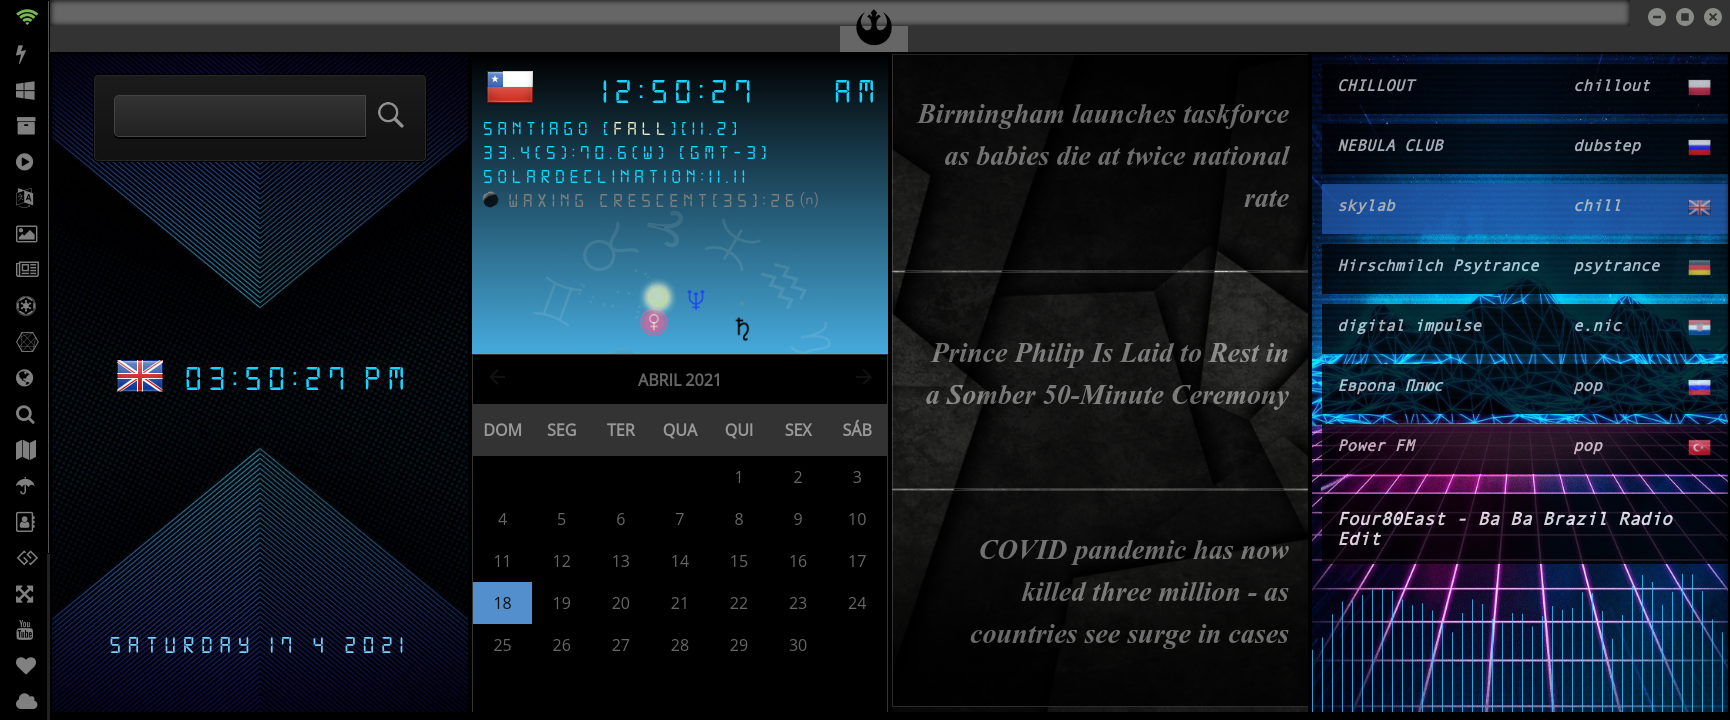 12:50:27 AM
SANTIAGO [FALL][11.2]
33.4(S):70.6(W) [GMT-3]
SOLARDECLINATION:11.11
WAXING CRESCENT[35]:26(n)
03:50:27 PM
SATURDAY 17 4 2021
ABRIL 2021
DOM SEG TER QUA QUI SEX SÁB
1 2 3
4 5 6 7 8 9 10
11 12 13 14 15 16 17
18 19 20 21 22 23 24
25 26 27 28 29 30
Birmingham launches taskforce
as babies die at twice national
rate
Prince Philip Is Laid to Rest in
a Somber 50-Minute Ceremony
COVID pandemic has now
killed three million - as
countries see surge in cases
CHILLOUT chillout
NEBULA CLUB dubstep
skylab chill
Hirschmilch Psytrance psytrance
digital impulse e.nic
Европа Плюс pop
Power FM pop
Four80East - Ba Ba Brazil Radio
Edit
You
Tube